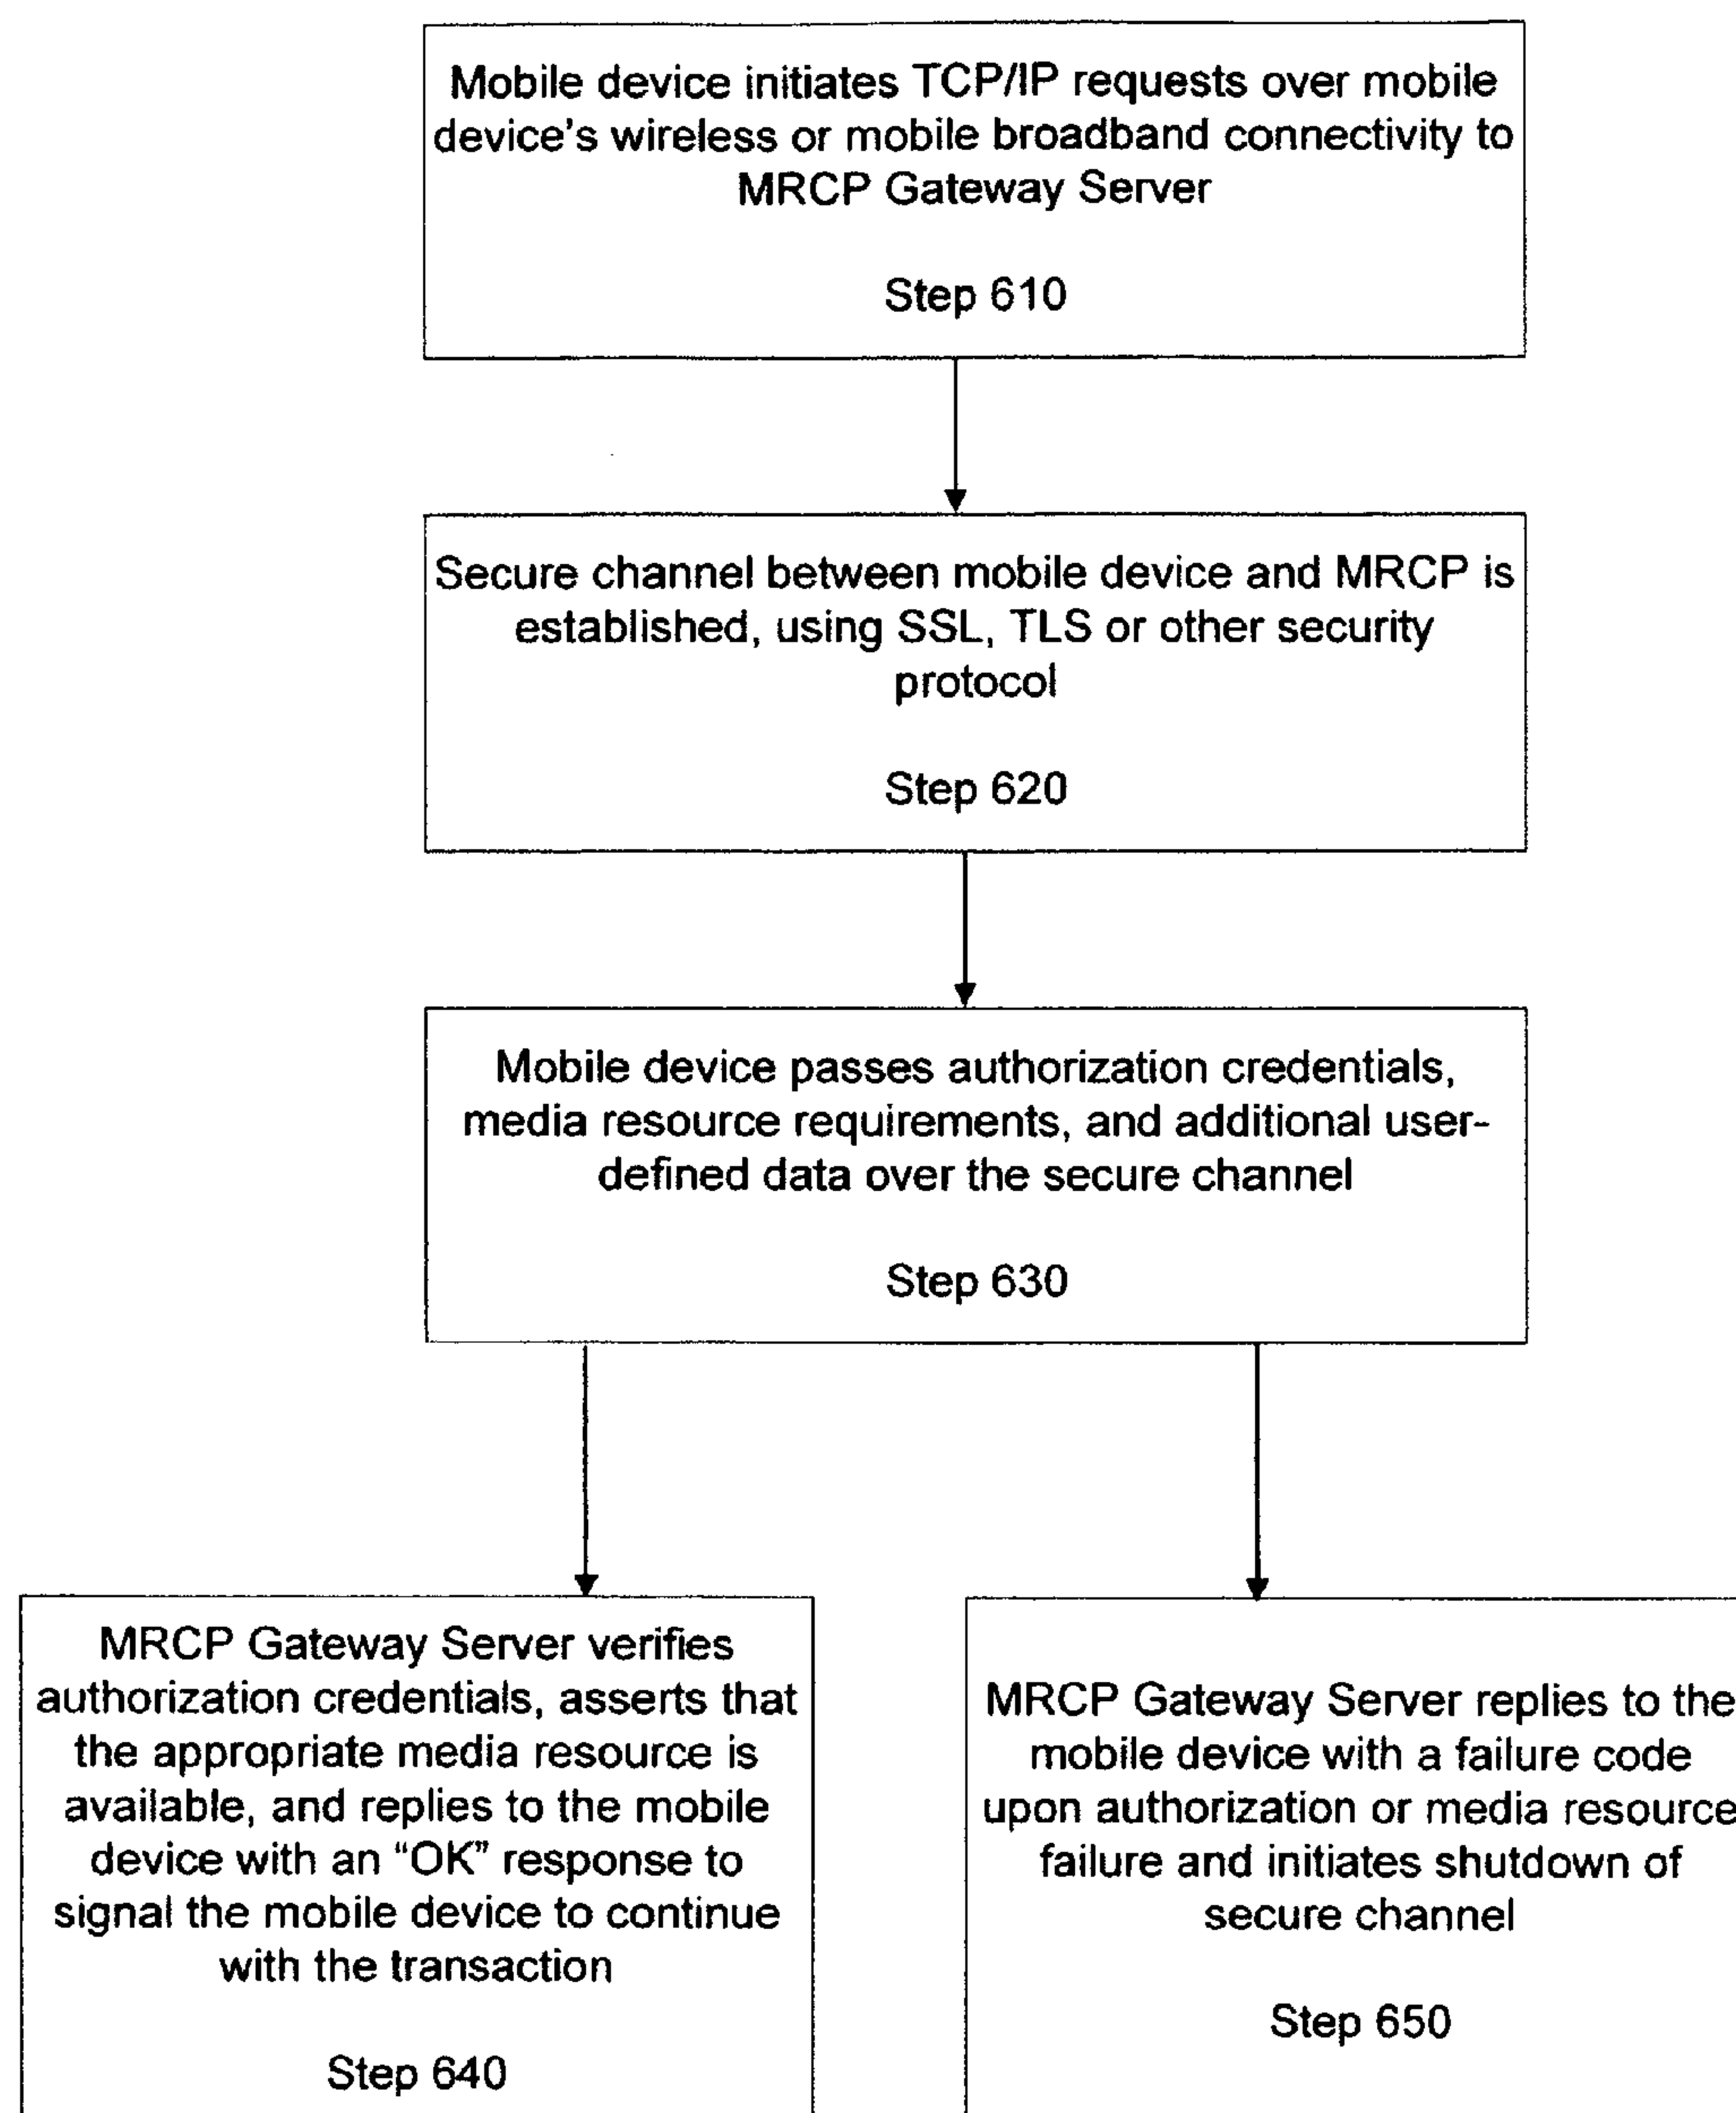 Mobile device initiates TCP/IP requests over mobile
device's wireless or mobile broadband connectivity to
MRCP Gateway Server
Step 610
Secure channel between mobile device and MRCP is
established, using SSL, TLS or other security
protocol
Step 620
Mobile device passes authorization credentials,
media resource requirements, and additional user-
defined data over the secure channel
Step 630
MRCP Gateway Server verifies
authorization credentials, asserts that
the appropriate media resource is
available, and replies to the mobile
device with an “OK” response to
signal the mobile device to continue
with the transaction
Step 640
MRCP Gateway Server replies to the
mobile device with a failure code
upon authorization or media resource
failure and initiates shutdown of
secure channel
Step 650